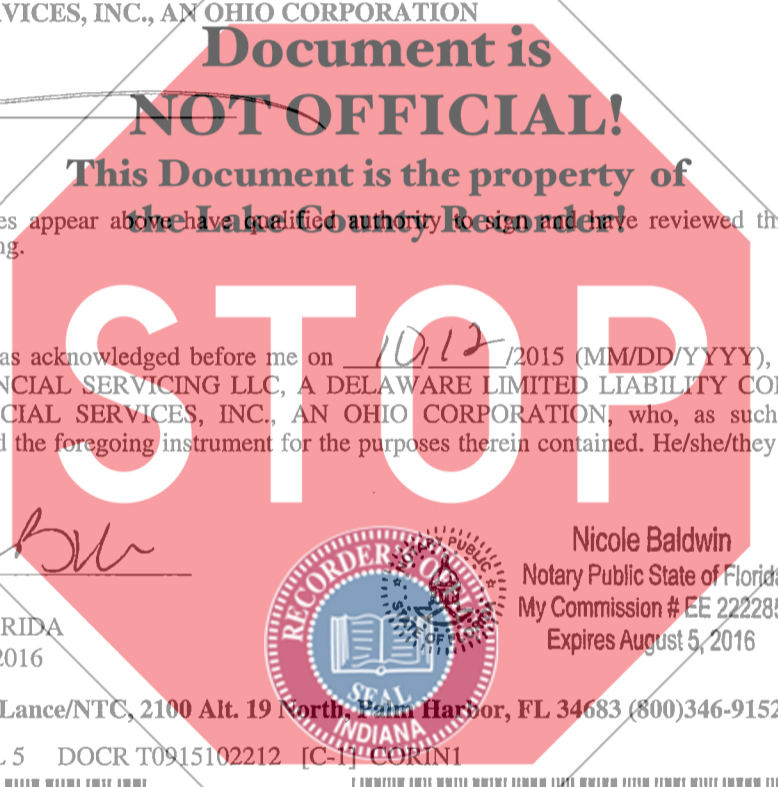 VICES, INC., AN OHIO CORPORATION
Document is
NOT OFFICIAL!
This Document is the property of
the Lake County Recorder!
es appear above have qualified authority to sign and have reviewed th
ng.
STOP
as acknowledged before me on 10/12/2015 (MM/DD/YYYY),
NCIAL SERVICING LLC, A DELAWARE LIMITED LIABILITY CO
CIAL SERVICES, INC., AN OHIO CORPORATION, who, as such
d the foregoing instrument for the purposes therein contained. He/she/they
Nicole Baldwin
Notary Public State of Florida
My Commission # EE 222285
Expires August 5, 2016
NOTARY PUBLIC
STATE OF FLORIDA
RECORDER'S
SEAL
INDIANA
RIDA
2016
Lance/NTC, 2100 Alt. 19 North, Palm Harbor, FL 34683 (800)346-9152
L 5 DOCR T0915102212 [C-1] CORIN1